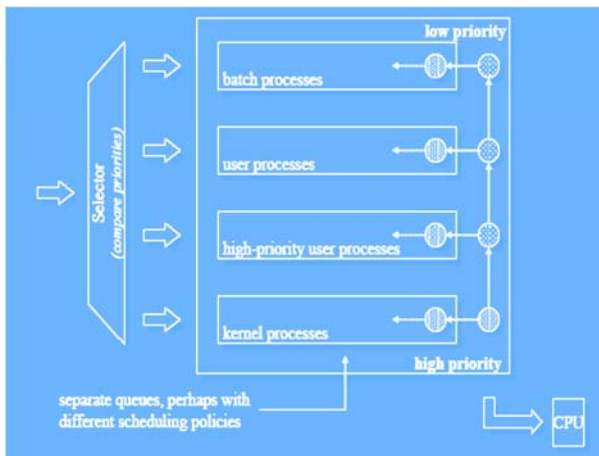 low priority
batch processes
user processes
Selector
(compare priorities)
high-priority user processes
kernel processes
high priority
separate queues, perhaps with
different scheduling policies
CPU